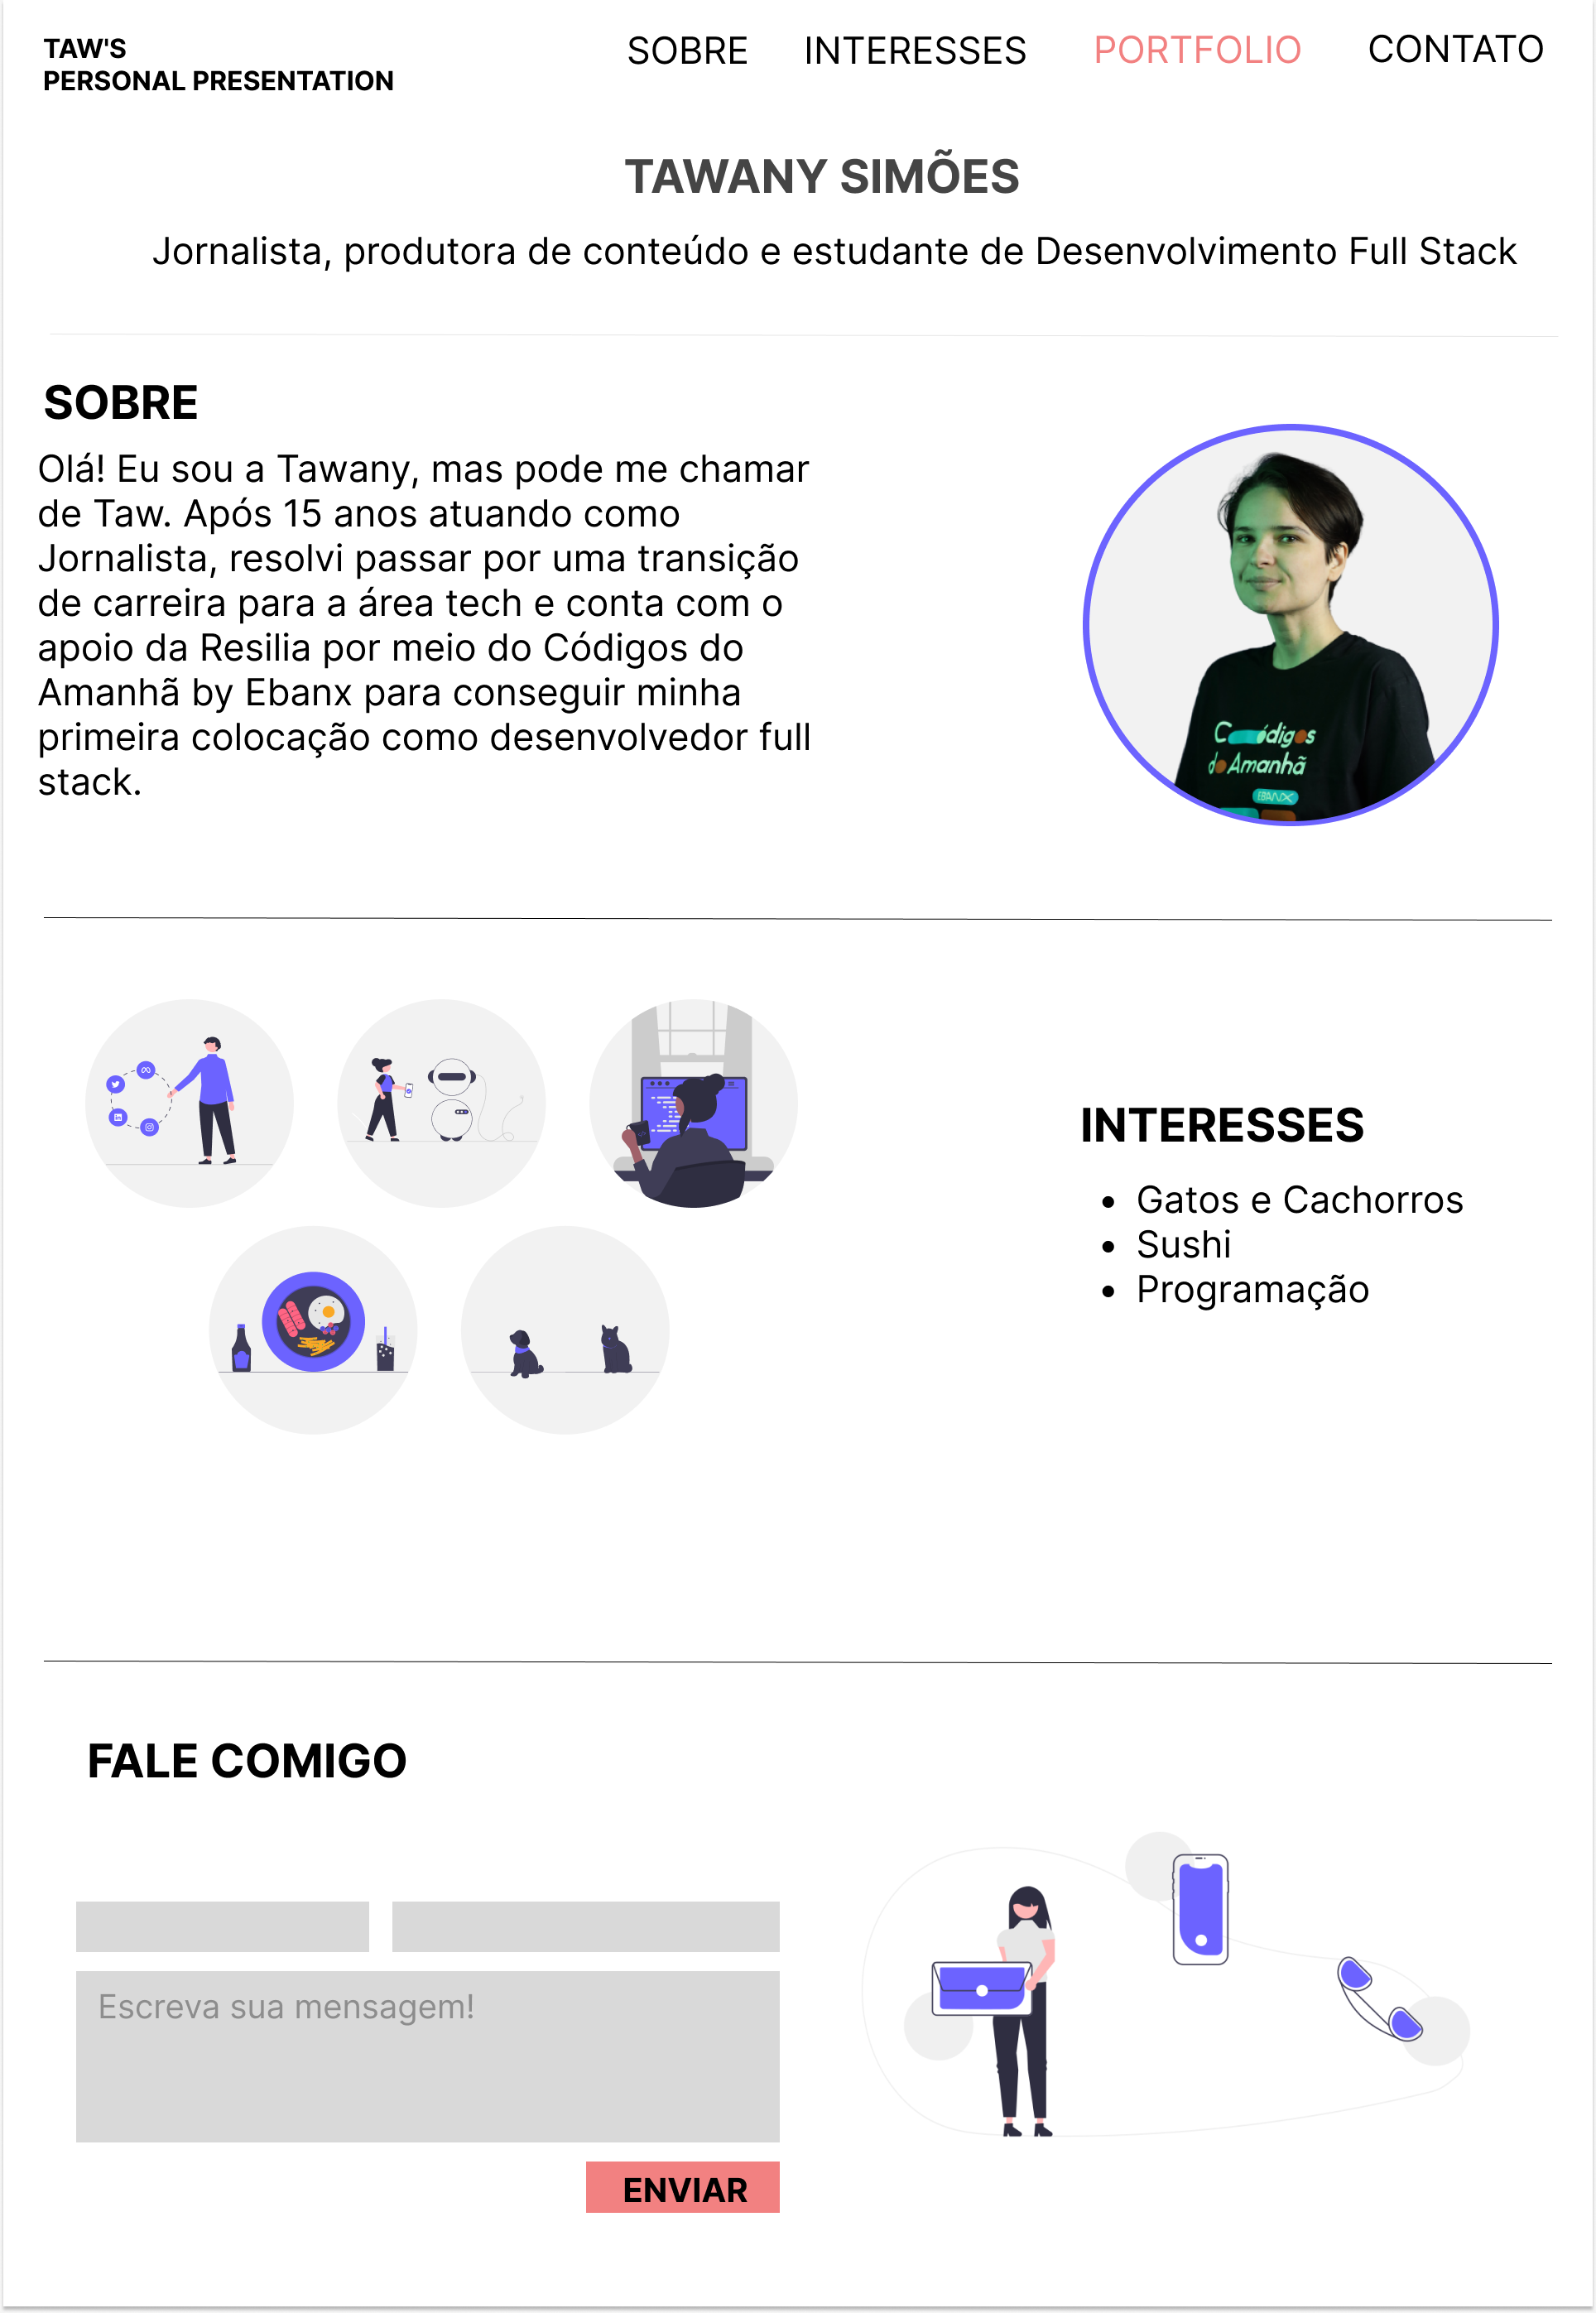 TAW'S
PERSONAL PRESENTATION
SOBRE INTERESSES PORTFOLIO CONTATO
TAWANY SIMÕES
Jornalista, produtora de conteúdo e estudante de Desenvolvimento Full Stack
SOBRE
Olá! Eu sou a Tawany, mas pode me chamar
de Taw. Após 15 anos atuando como
Jornalista, resolvi passar por uma transição
de carreira para a área tech e conta com o
apoio da Resilia por meio do Códigos do
Amanhã by Ebanx para conseguir minha
primeira colocação como desenvolvedor full
stack.
Códigos
do Amanhã
EBANX
INTERESSES
• Gatos e Cachorros
• Sushi
• Programação
FALE COMIGO
Escreva sua mensagem!
ENVIAR